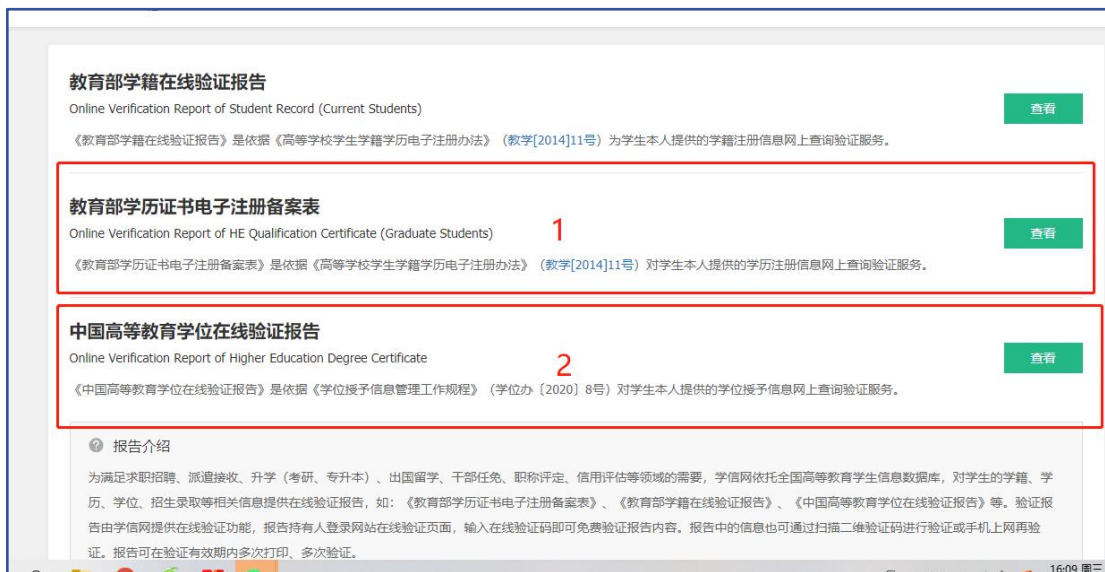 教育部学籍在线验证报告
Online Verification Report of Student Record (Current Students)
查看
《教育部学籍在线验证报告》是依据《高等学校学生学籍学历电子注册办法》（教学[2014]11号）为学生本人提供的学籍注册信息网上查询验证服务。
教育部学历证书电子注册备案表
Online Verification Report of HE Qualification Certificate (Graduate Students)
1
查看
《教育部学历证书电子注册备案表》是依据《高等学校学生学籍学历电子注册办法》（教学[2014]11号）对学生本人提供的学历注册信息网上查询验证服务。
中国高等教育学位在线验证报告
Online Verification Report of Higher Education Degree Certificate
2
查看
《中国高等教育学位在线验证报告》是依据《学位授予信息管理工作规程》（学位办〔2020〕8号）对学生本人提供的学位授予信息网上查询验证服务。
报告介绍
为满足求职招聘、派遣接收、升学（考研、专升本）、出国留学、干部任免、职称评定、信用评估等领域的需要，学信网依托全国高等教育学生信息数据库，对学生的学籍、学
历、学位、招生录取等相关信息提供在线验证报告，如：《教育部学历证书电子注册备案表》、《教育部学籍在线验证报告》、《中国高等教育学位在线验证报告》等。验证报
告由学信网提供在线验证功能，报告持有人登录网站在线验证页面，输入在线验证码即可免费验证报告内容。报告中的信息也可通过扫描二维验证码进行验证或手机上网再验
证。报告可在验证有效期内多次打印、多次验证。
16:09 周三